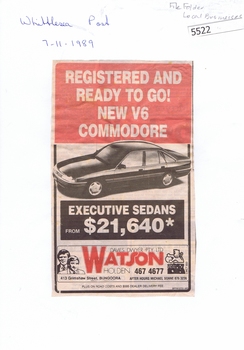 Whittlesea Post
File Folder
Local Businesses
7-11-1989
5522
REGISTERED AND
READY TO GO!
NEW V6
COMMODORE
EXECUTIVE SEDANS
FROM $21,640*
WATSON
HOLDEN 467 4677